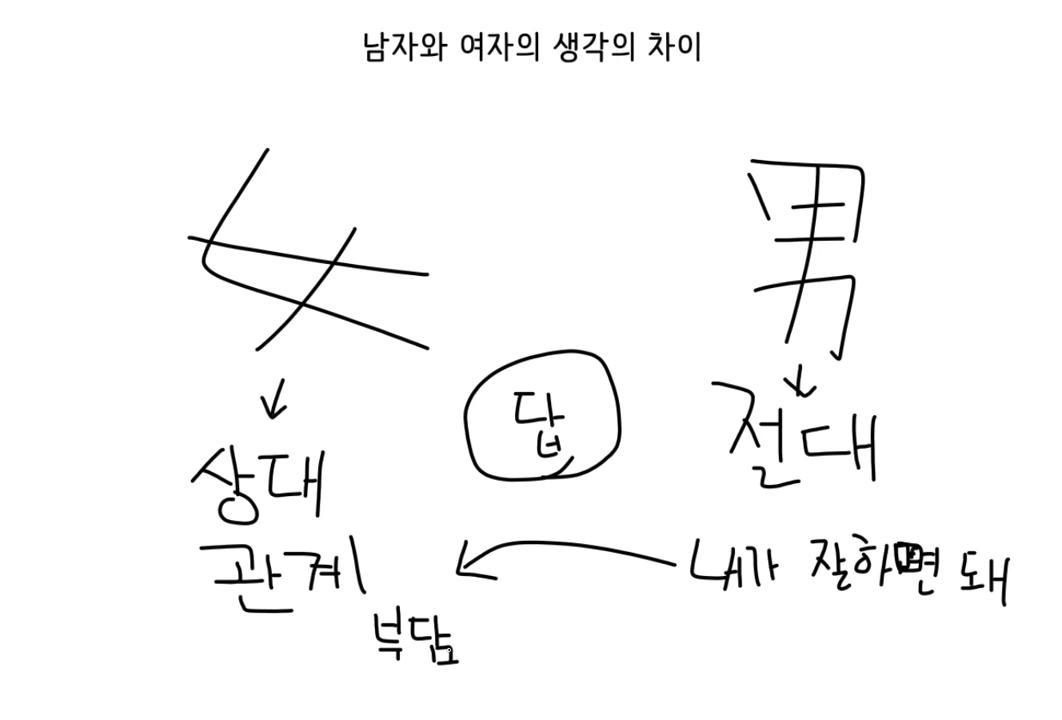 남자와 여자의 생각의 차이
女 男
답
상대 절대
관계 내가 잘하면 돼
부담